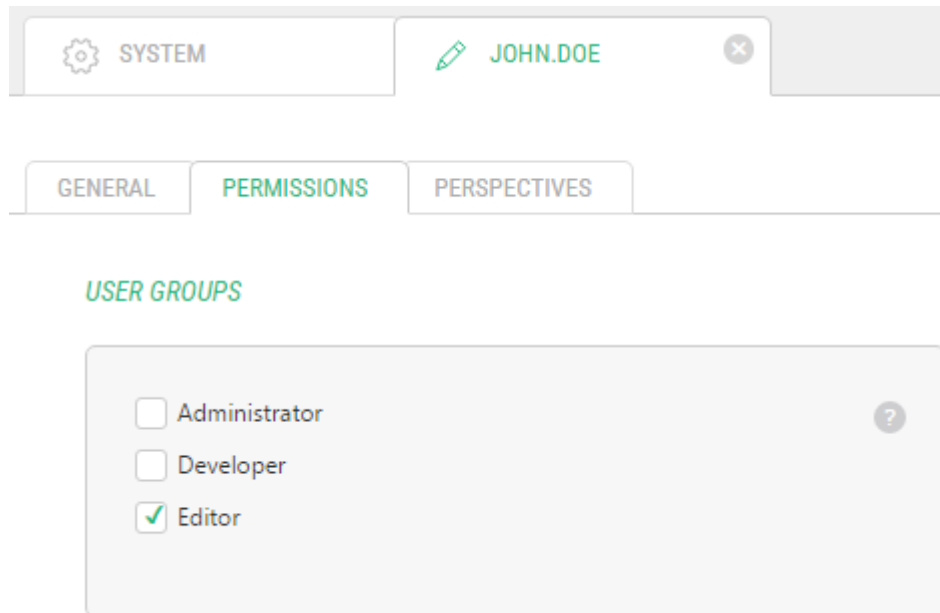 SYSTEM JOHN.DOE
GENERAL PERMISSIONS PERSPECTIVES
USER GROUPS
Administrator ?
Developer
Editor